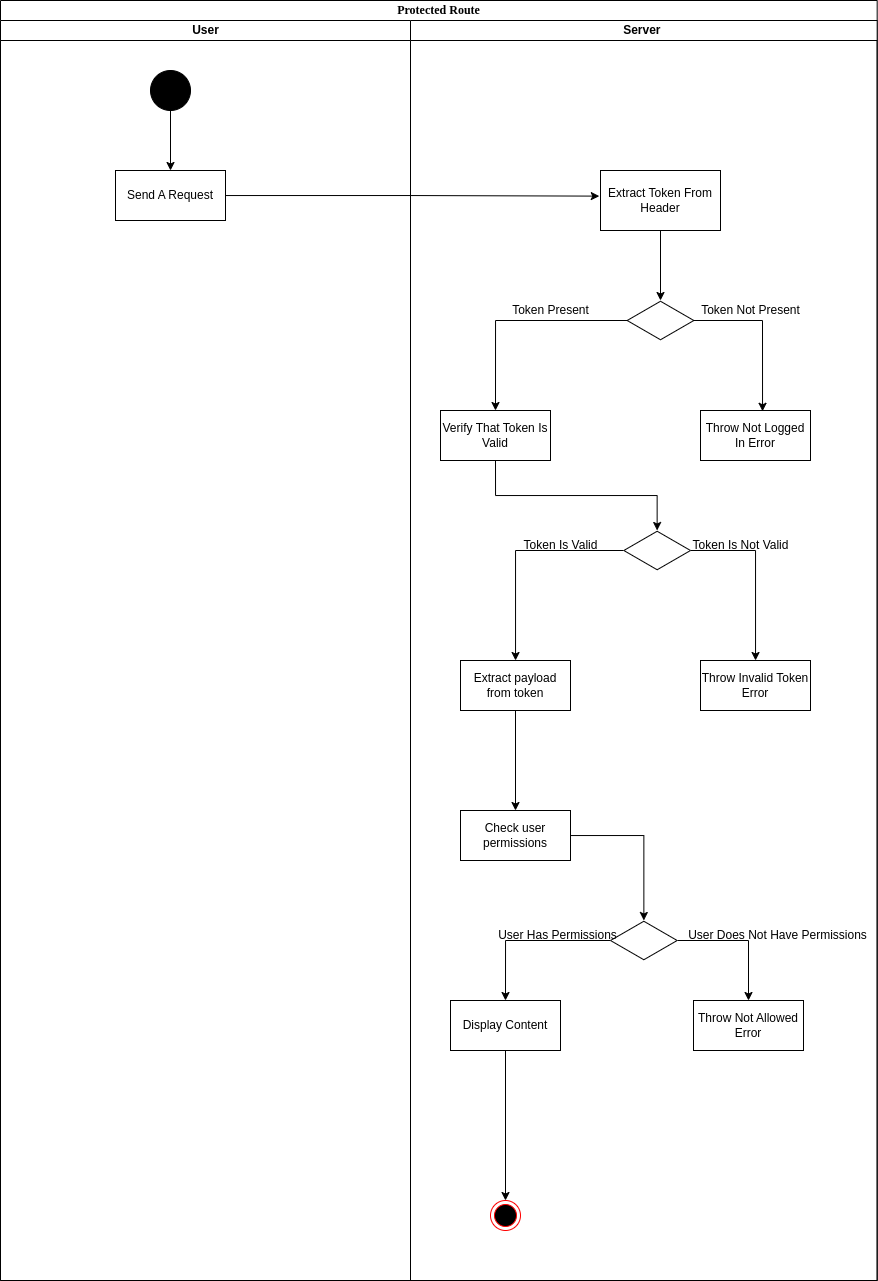 Protected Route
User
Server
Send A Request
Extract Token From
Header
Token Present
Token Not Present
Verify That Token Is
Valid
Throw Not Logged
In Error
Token Is Valid
Token Is Not Valid
Extract payload
from token
Throw Invalid Token
Error
Check user
permissions
User Has Permissions
User Does Not Have Permissions
Display Content
Throw Not Allowed
Error